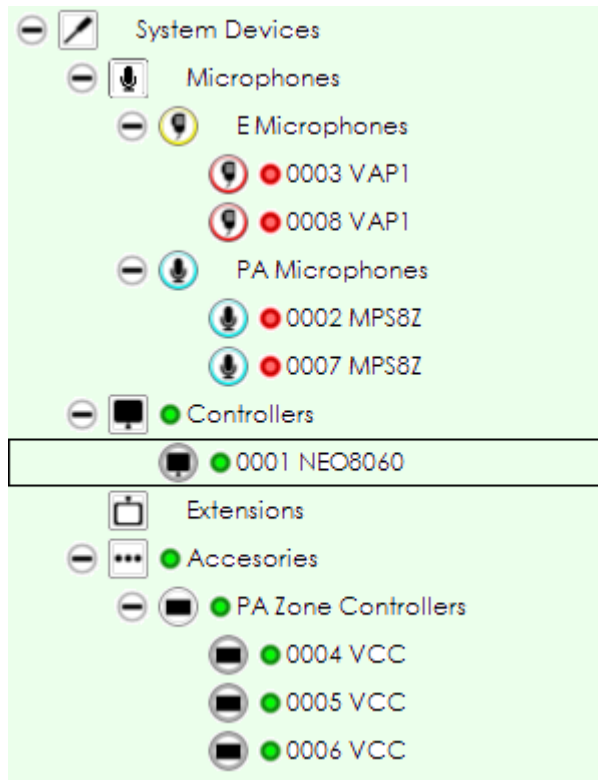 System Devices
Microphones
E Microphones
0003 VAP1
0008 VAP1
PA Microphones
0002 MPS8Z
0007 MPS8Z
Controllers
0001 NEO8060
Extensions
Accesories
PA Zone Controllers
0004 VCC
0005 VCC
0006 VCC